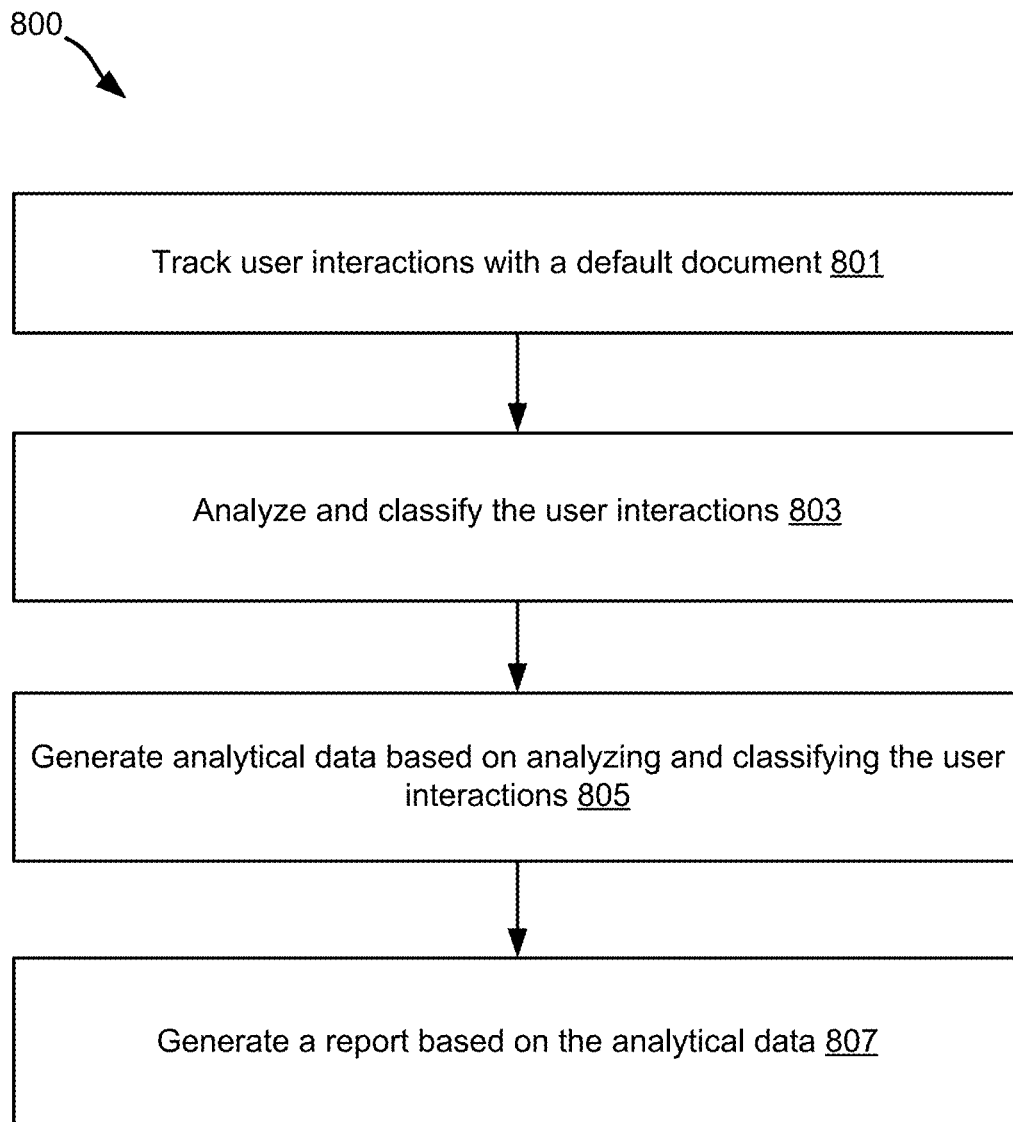 800
Track user interactions with a default document 801
Analyze and classify the user interactions 803
Generate analytical data based on analyzing and classifying the user
interactions 805
Generate a report based on the analytical data 807